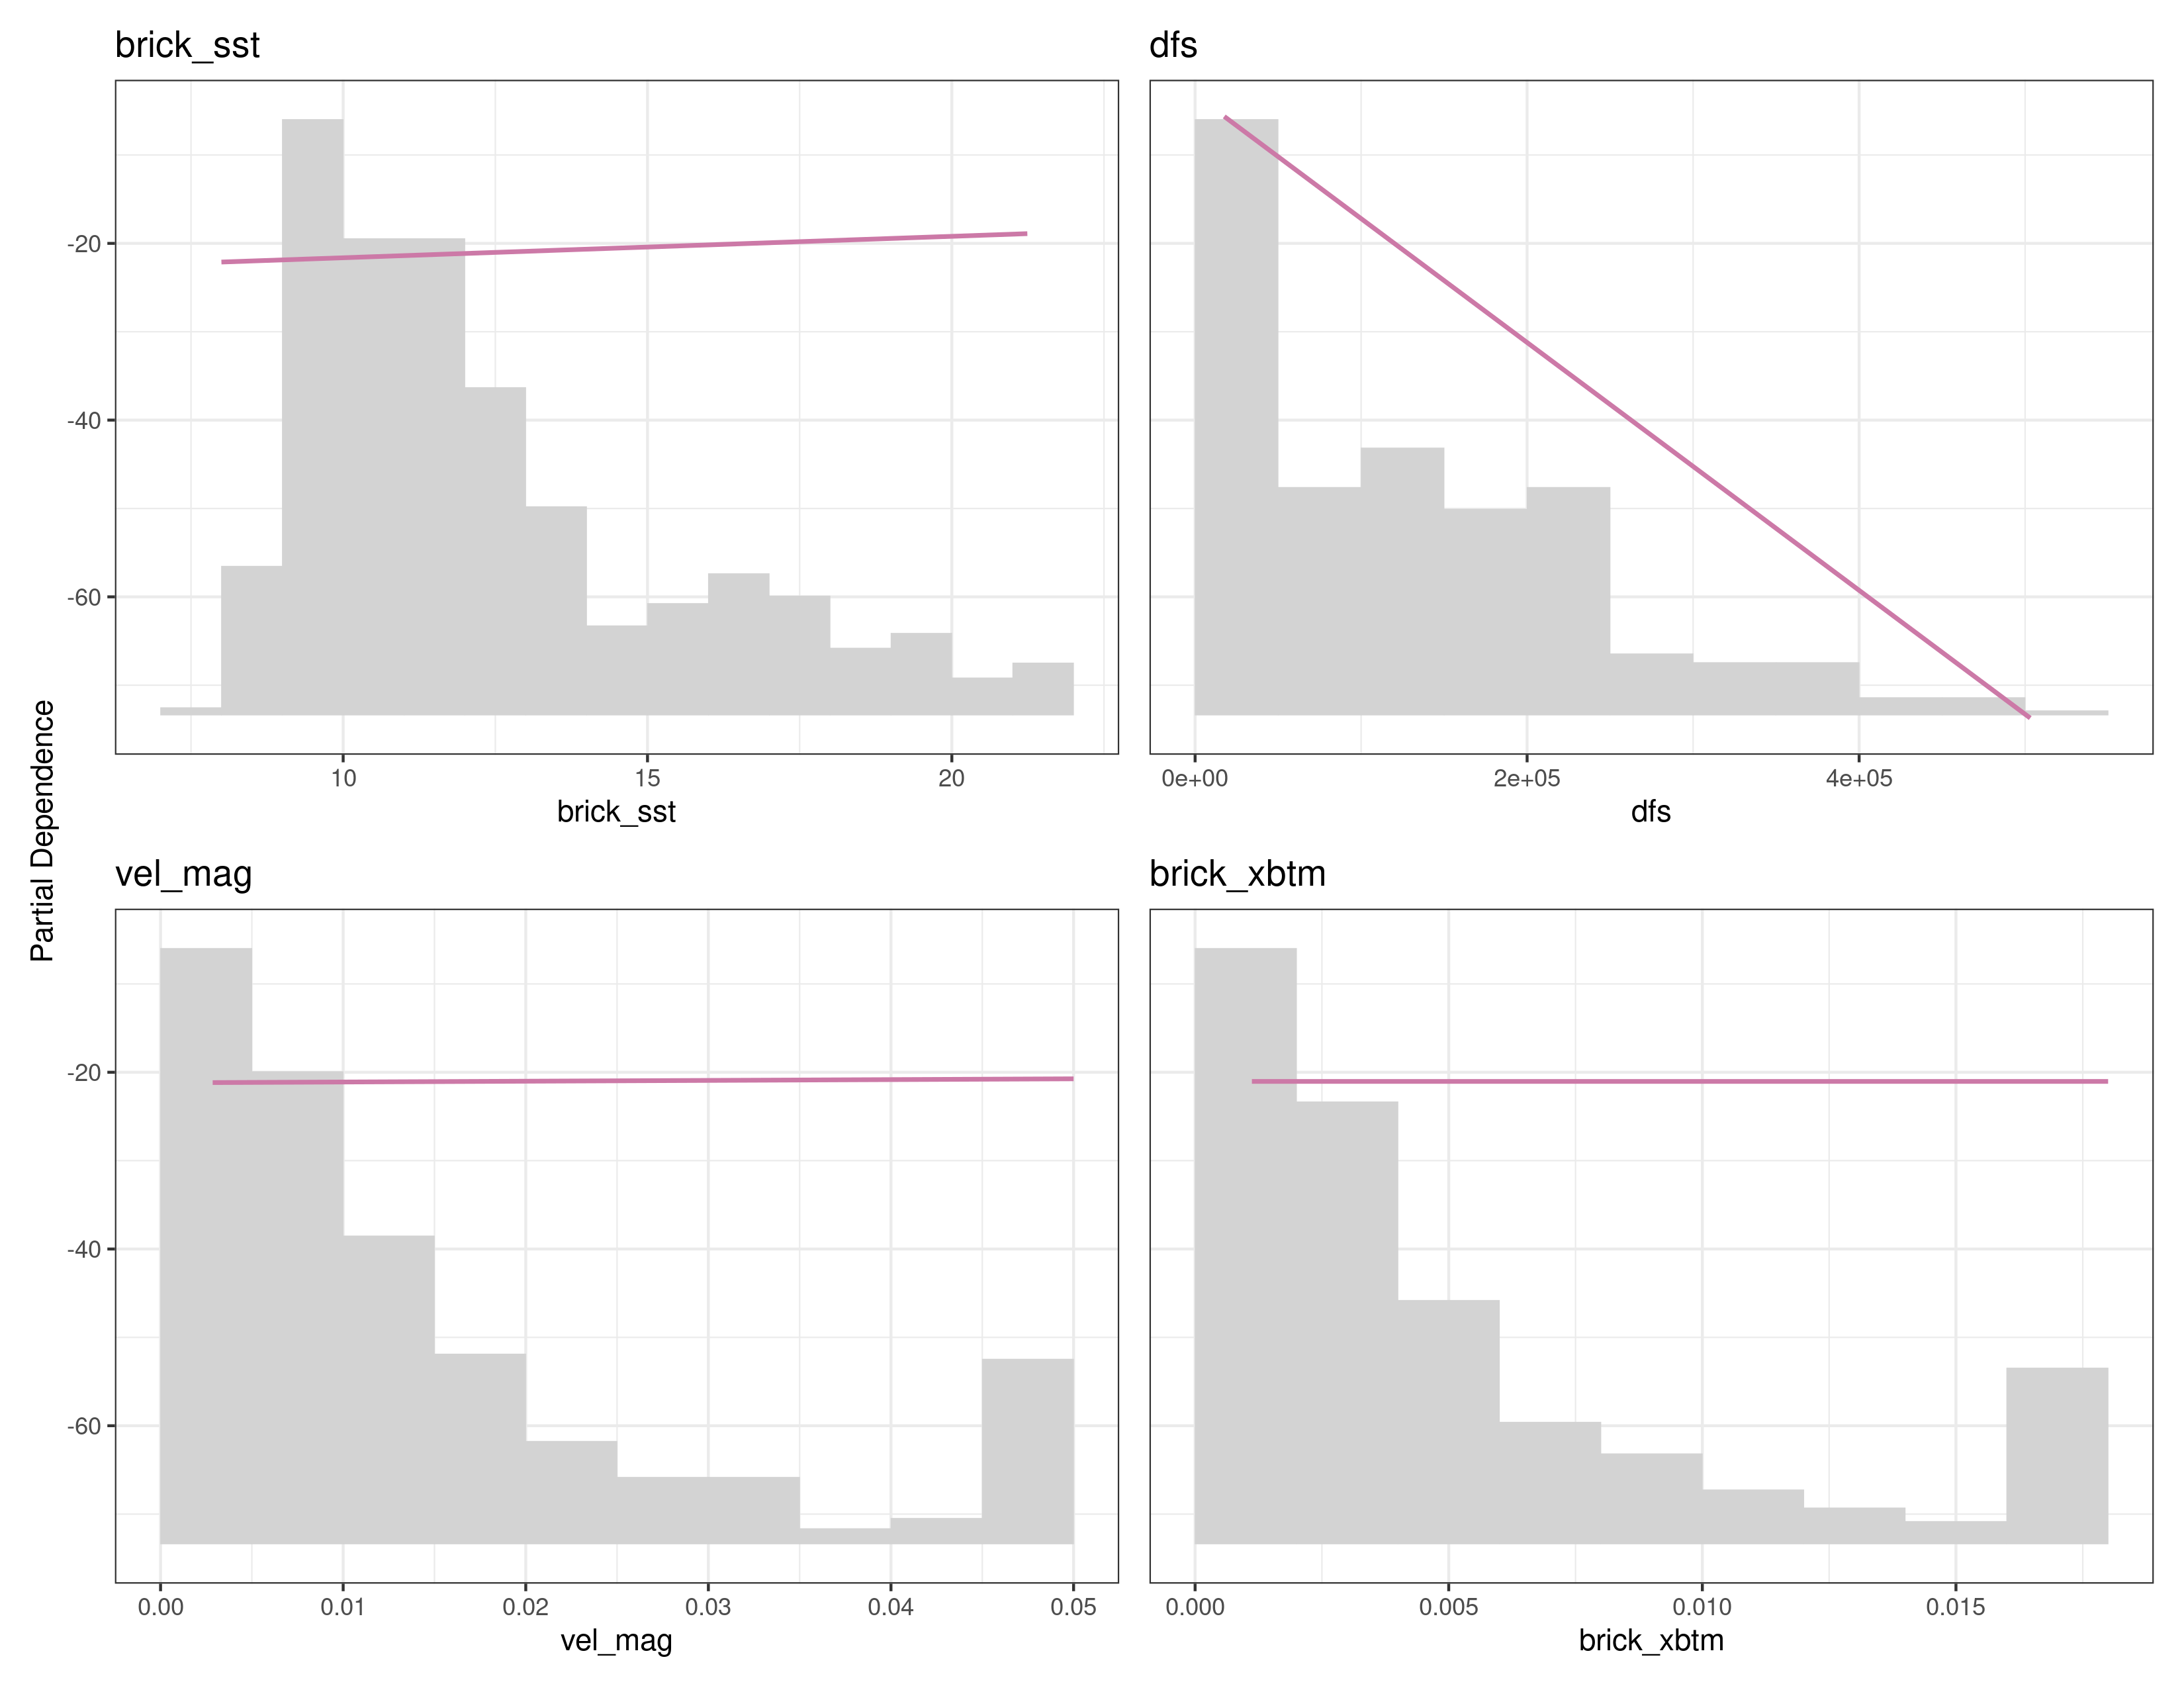 brick_sst
dfs
-20
-40
-60
10
15
20
0e+00
2e+05
4e+05
brick_sst
dfs
Partial Dependence
vel_mag
brick_xbtm
-20
-40
-60
0.00
0.01
0.02
0.03
0.04
0.05
0.000
0.005
0.010
0.015
vel_mag
brick_xbtm